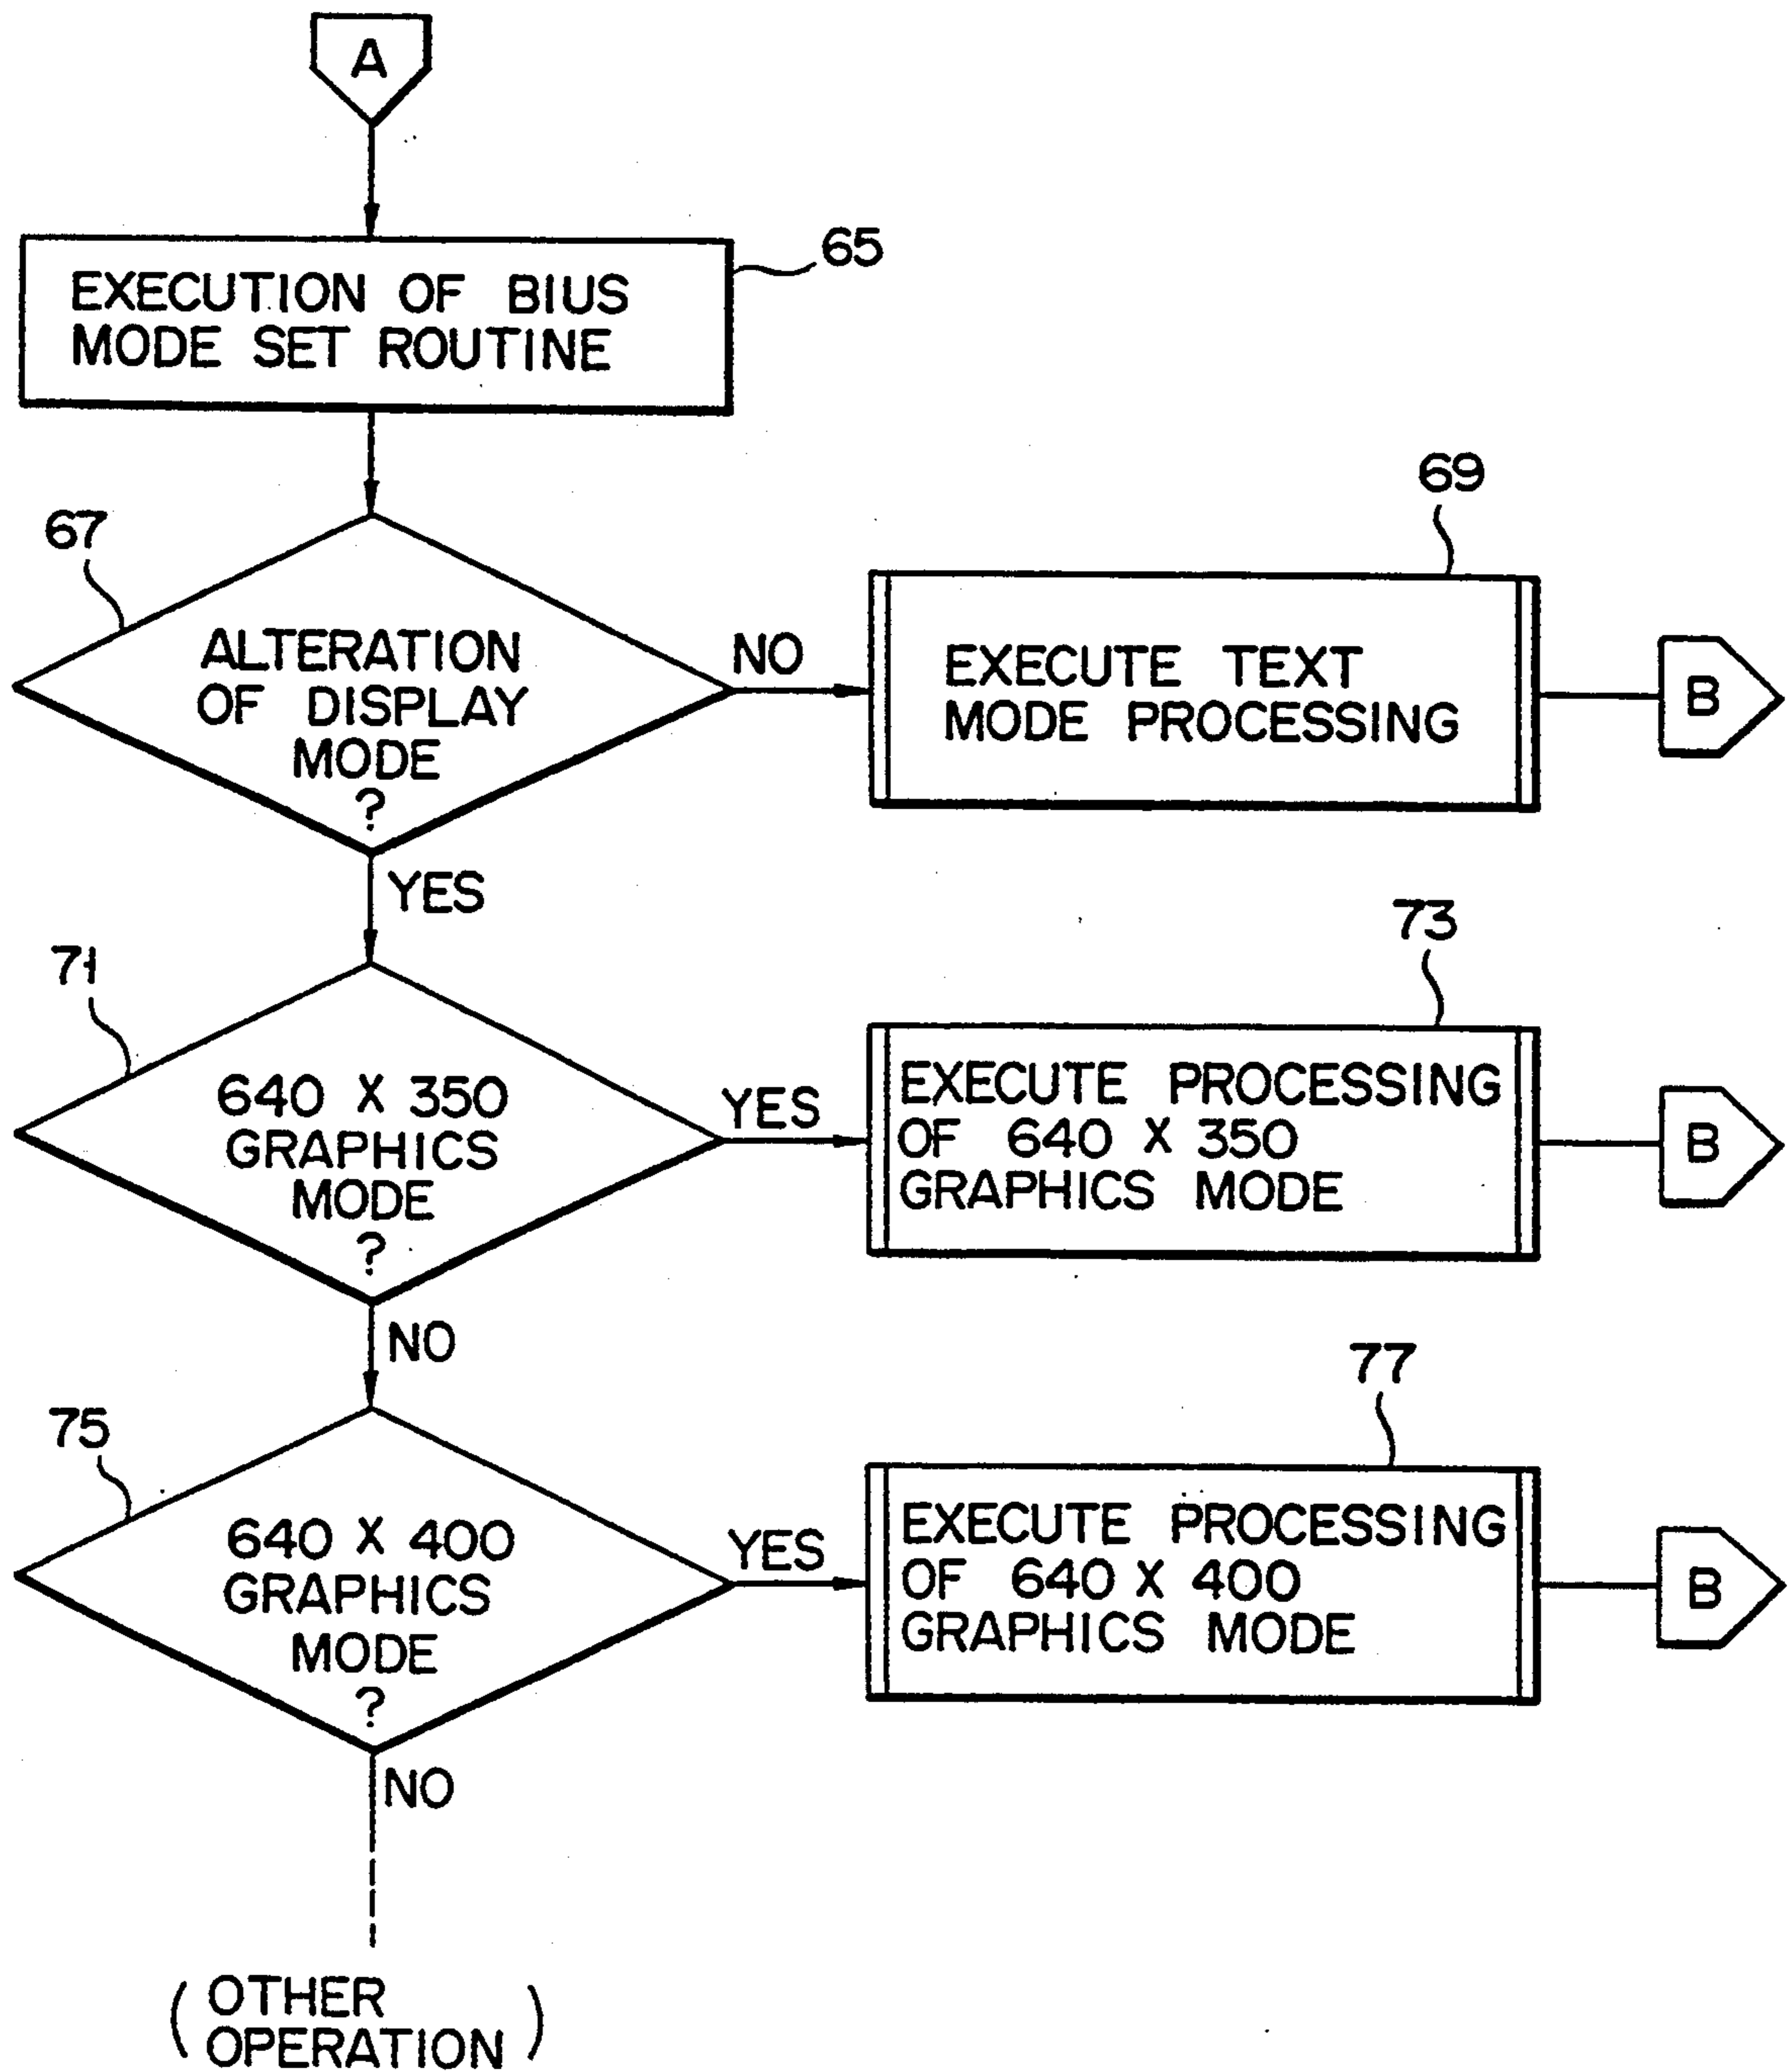 A
EXECUTION OF BIUS
MODE SET ROUTINE
65
67
ALTERATION
OF DISPLAY
MODE
?
NO
69
EXECUTE TEXT
MODE PROCESSING
B
YES
71
640 X 350
GRAPHICS
MODE
?
YES
73
EXECUTE PROCESSING
OF 640 X 350
GRAPHICS MODE
B
NO
75
640 X 400
GRAPHICS
MODE
?
YES
77
EXECUTE PROCESSING
OF 640 X 400
GRAPHICS MODE
B
NO
( OTHER
OPERATION )